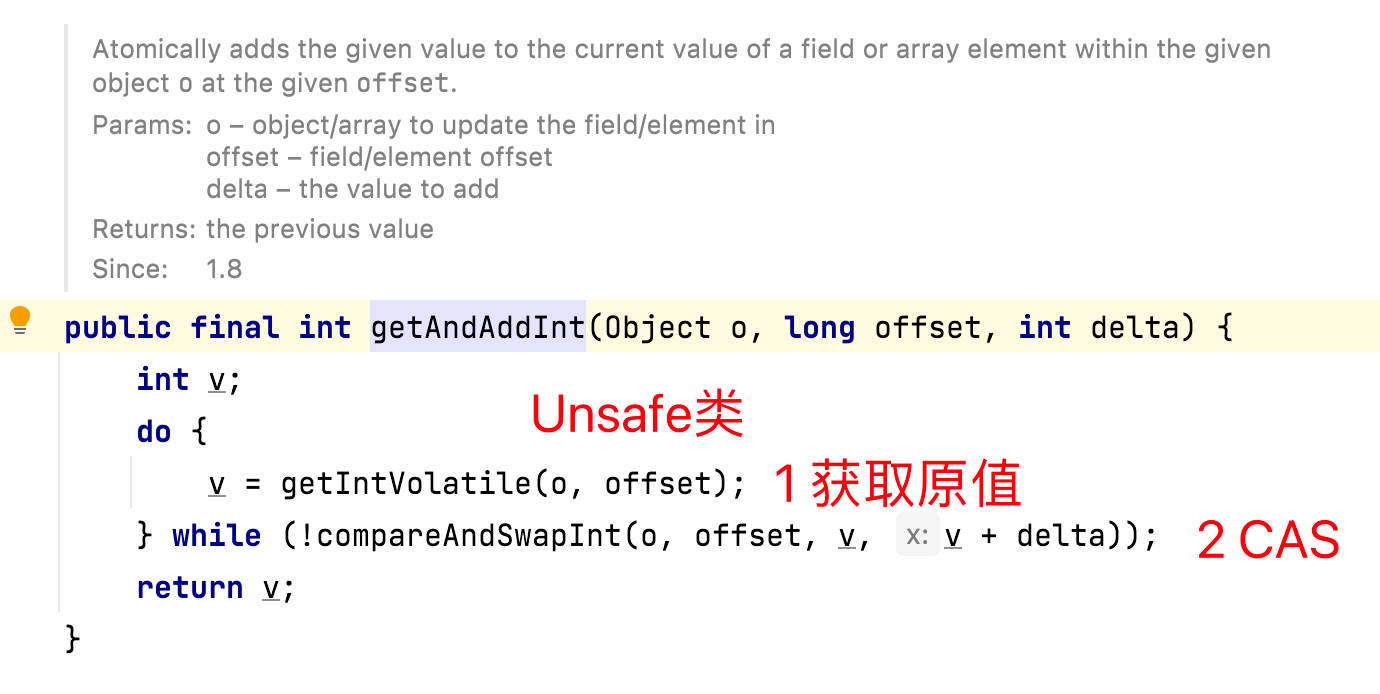 Atomically adds the given value to the current value of a field or array element within the given
object o at the given offset.
Params: o – object/array to update the field/element in
offset – field/element offset
delta – the value to add
Returns: the previous value
Since: 1.8
public final int getAndAddInt(Object o, long offset, int delta) {
int v;
do {
Unsafe类
v = getIntVolatile(o, offset); 1 获取原值
} while (!compareAndSwapInt(o, offset, v, x: v + delta)); 2 CAS
return v;
}